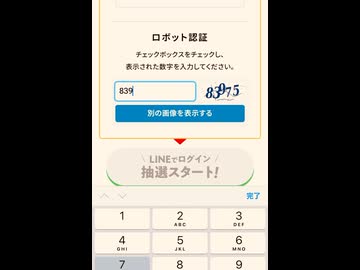 ロボット認証
チェックボックスをチェックし、
表示された数字を入力してください。
839
83975
別の画像を表示する
LINEでログイン
抽選スタート!
完了
1 2 3
ABC DEF
4 5 6
GHI JKL MNO
7 8 9